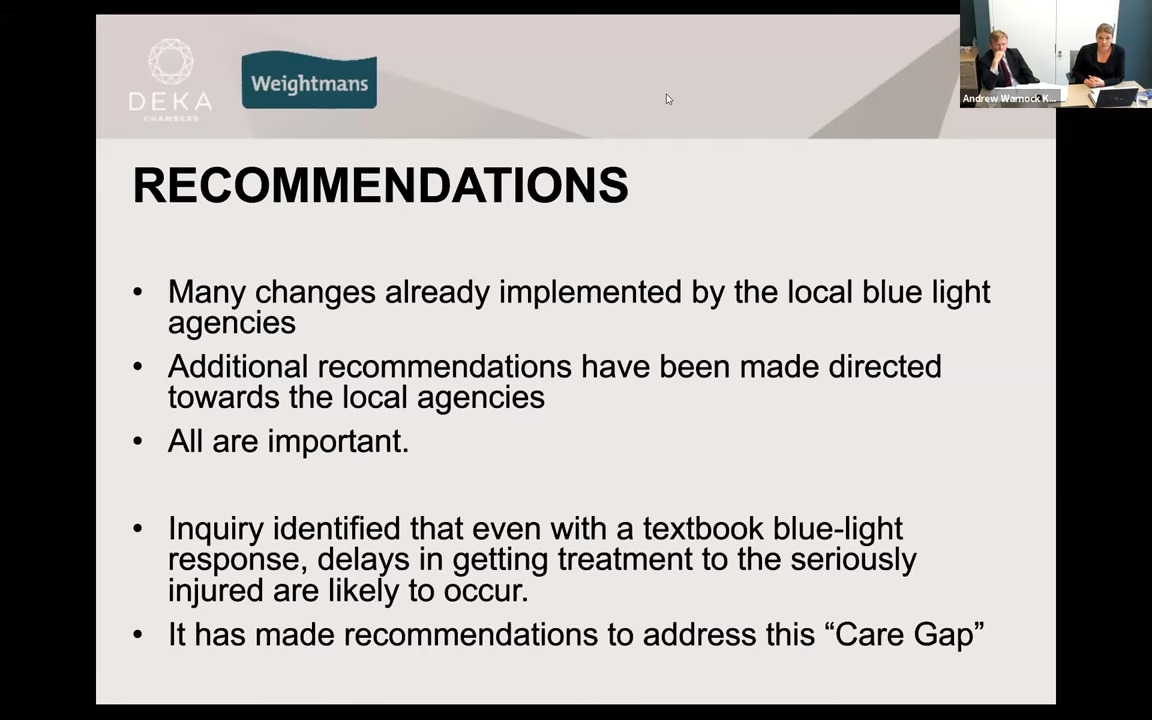 DEKA
CHAMBERS
Weightmans
Andrew Warnock K...
RECOMMENDATIONS
• Many changes already implemented by the local blue light
agencies
• Additional recommendations have been made directed
towards the local agencies
• All are important.
• Inquiry identified that even with a textbook blue-light
response, delays in getting treatment to the seriously
injured are likely to occur.
• It has made recommendations to address this “Care Gap”